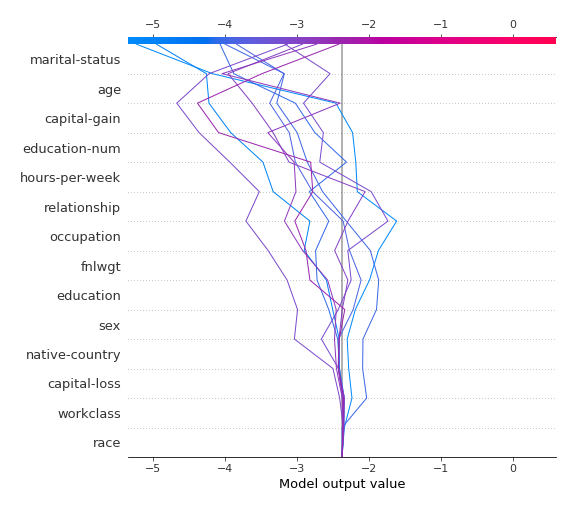 −5 −4 −3 −2 −1 0
marital-status
age
capital-gain
education-num
hours-per-week
relationship
occupation
fnlwgt
education
sex
native-country
capital-loss
workclass
race
−5 −4 −3 −2 −1 0
Model output value